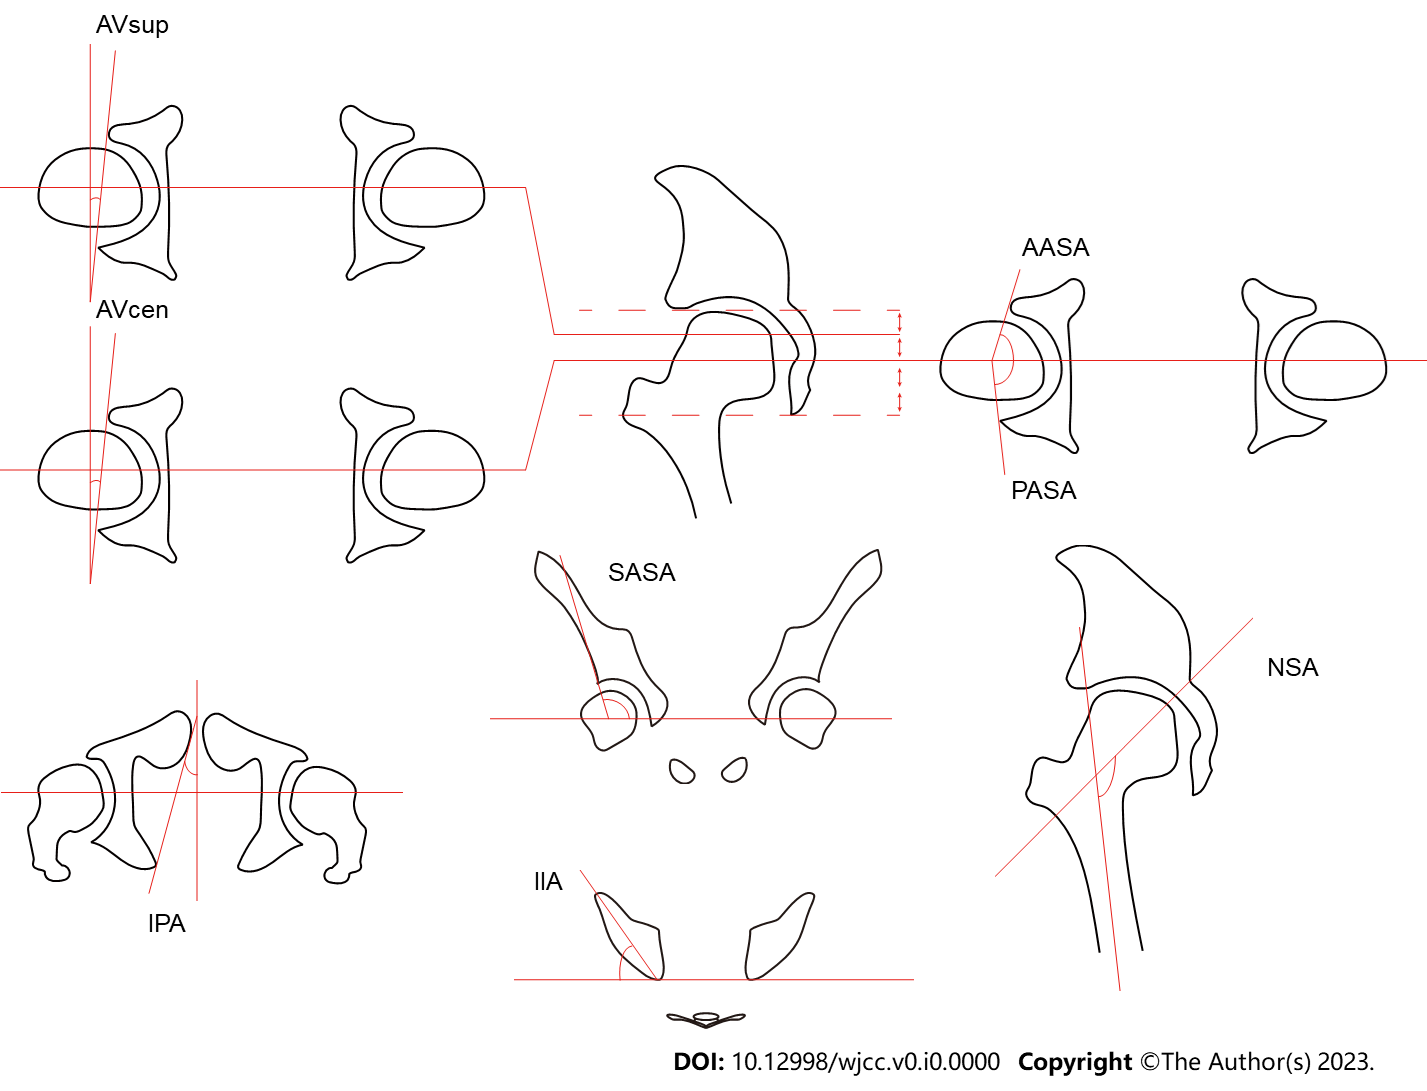 AVsup
AASA
AVcen
PASA
SASA
NSA
IIA
IPA
DOI: 10.12998/wjcc.v0.i0.0000 Copyright ©The Author(s) 2023.